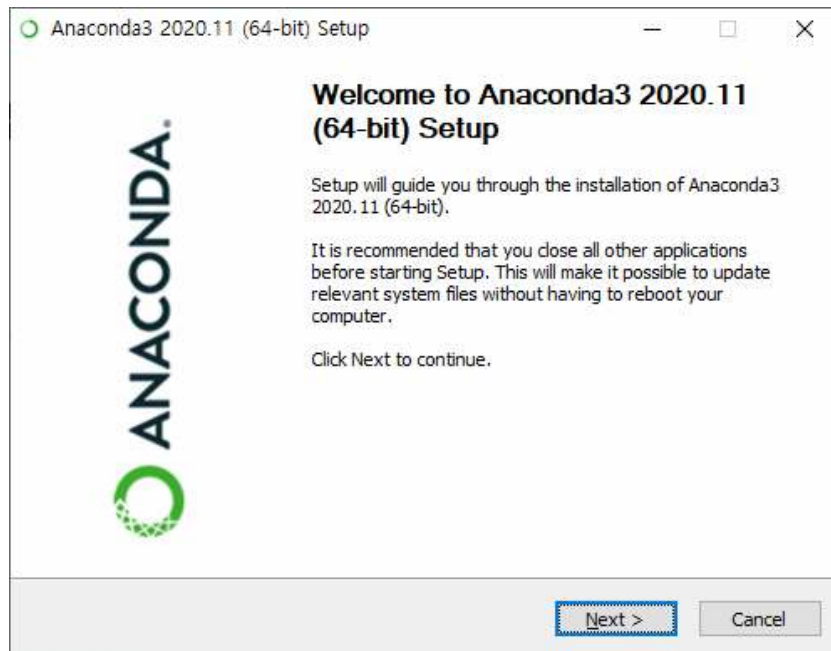 Anaconda3 2020.11 (64-bit) Setup
Welcome to Anaconda3 2020.11
(64-bit) Setup
Setup will guide you through the installation of Anaconda3
2020.11 (64-bit).
It is recommended that you close all other applications
before starting Setup. This will make it possible to update
relevant system files without having to reboot your
computer.
Click Next to continue.
ANACONDA.
Next >
Cancel